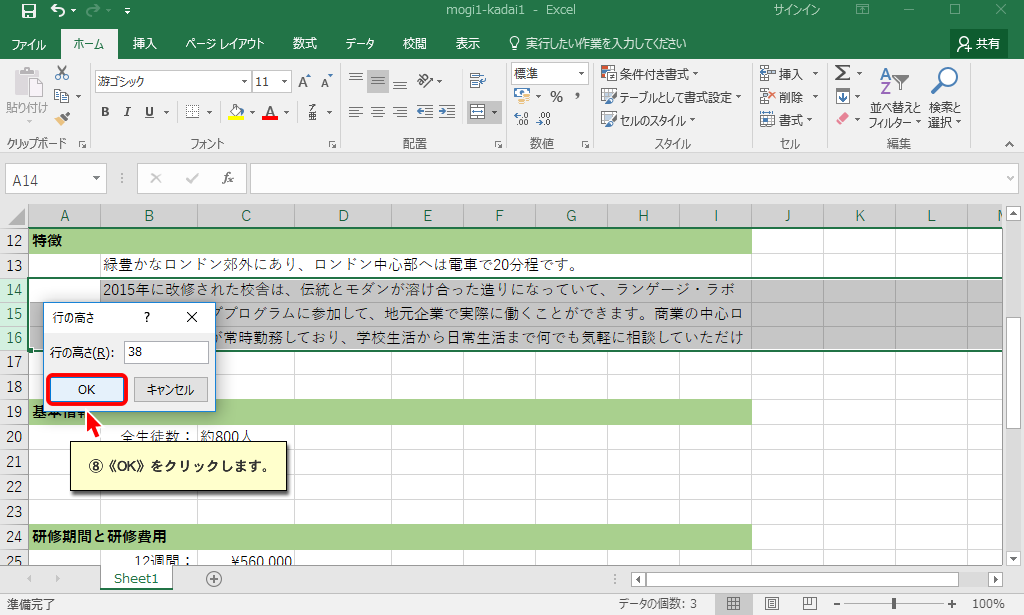 mogi1-kadai1 - Excel
サインイン
ファイル ホーム 挿入 ページ レイアウト 数式 データ 校閲 表示 実行したい作業を入力してください 共有
貼り付け
游ゴシック 11
標準
条件付き書式
テーブルとして書式設定
セルのスタイル
挿入
削除
書式
並べ替えと
フィルター
検索と
選択
B I U A
% ,
クリップボード フォント 配置 数値 スタイル セル 編集
A14 fx
A B C D E F G H I J K L
12 特徴
13 緑豊かなロンドン郊外にあり、ロンドン中心部へは電車で20分程です。
14 2015年に改修された校舎は、伝統とモダンが溶け合った造りになっていて、ランゲージ・ラボ
15 プログラムに参加して、地元企業で実際に働くことができます。商業の中心ロ
16 が常時勤務しており、学校生活から日常生活まで何でも気軽に相談していただけ
行の高さ ?
行の高さ(R): 38
OK キャンセル
17
18
19 基本情報
20 全生徒数： 約800人
⑧《OK》をクリックします。
21
22
23
24 研修期間と研修費用
25 12週間： ¥560,000
Sheet1
準備完了 データの個数: 3 100%